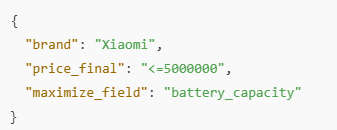 {
"brand": "Xiaomi",
"price_final": "<=5000000",
"maximize_field": "battery_capacity"
}